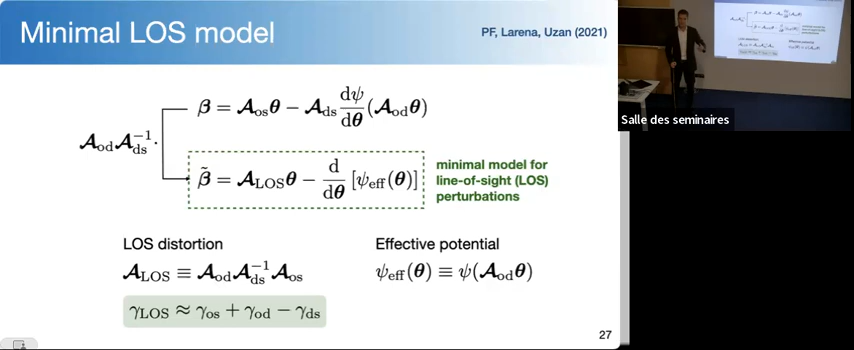 Minimal LOS model
PF, Larena, Uzan (2021)
β = 𝓐os θ − 𝓐ds dψ/dθ (𝓐od θ)
𝓐od 𝓐ds⁻¹ ·
β̃ = 𝓐LOS θ − d/dθ [ψeff(θ)]
minimal model for
line-of-sight (LOS)
perturbations
LOS distortion
Effective potential
𝓐LOS ≡ 𝓐od 𝓐ds⁻¹ 𝓐os
ψeff(θ) ≡ ψ(𝓐od θ)
γLOS ≈ γos + γod − γds
27
Salle des seminaires